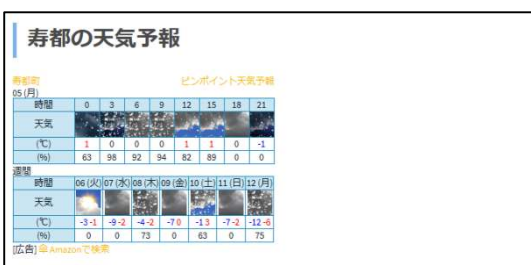 寿都の天気予報
寿都町 ピンポイント天気予報
05 (月)
時間 0 3 6 9 12 15 18 21
天気
(℃) 1 0 0 0 1 1 0 -1
(%) 63 98 92 94 82 89 0 0
週間
時間 06 (火) 07 (水) 08 (木) 09 (金) 10 (土) 11 (日) 12 (月)
天気
(℃) -3 -1 -9 -2 -4 -2 -7 0 -1 3 -7 -2 -12 -6
(%) 0 0 73 0 63 0 75
[広告] Amazonで検索